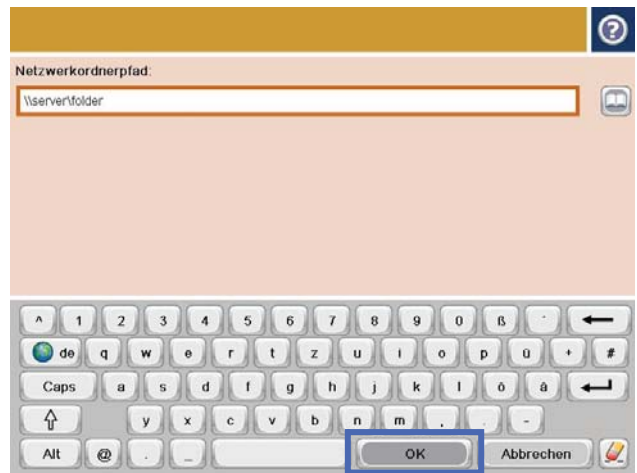 ?
Netzwerkordnerpfad:
\\server\folder
^ 1 2 3 4 5 6 7 8 9 0 ß ´
de q w e r t z u i o p ü + #
Caps a s d f g h j k l ö ä
y x c v b n m , . -
Alt @ . _ OK Abbrechen